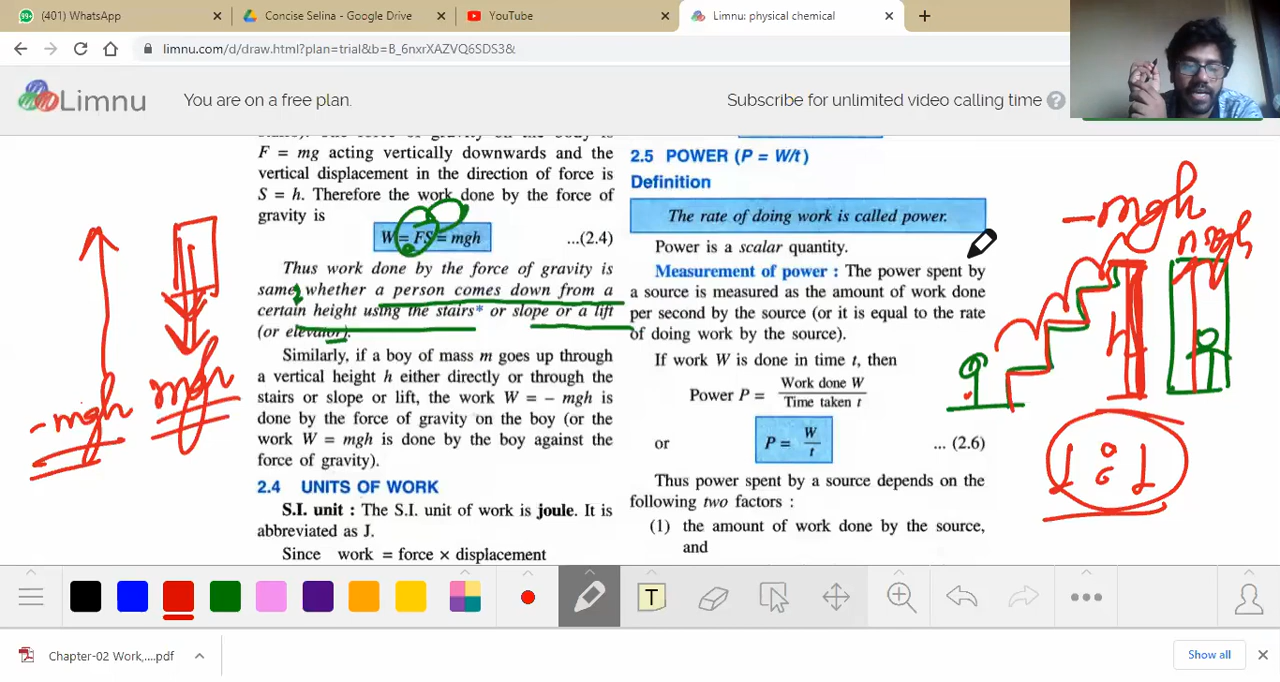 (401) WhatsApp
Concise Selina - Google Drive
YouTube
Limnu: physical chemical
limnu.com/d/draw.html?plan=trial&b=B_6nxrXAZVQ6SDS3&
Limnu
You are on a free plan.
Subscribe for unlimited video calling time ?
F = mg acting vertically downwards and the
vertical displacement in the direction of force is
S = h. Therefore the work done by the force of
gravity is
W = FS = mgh ...(2.4)
Thus work done by the force of gravity is
same, whether a person comes down from a
certain height using the stairs* or slope or a lift
(or elevator).
Similarly, if a boy of mass m goes up through
a vertical height h either directly or through the
stairs or slope or lift, the work W = – mgh is
done by the force of gravity on the boy (or the
work W = mgh is done by the boy against the
force of gravity).
2.4 UNITS OF WORK
S.I. unit : The S.I. unit of work is joule. It is
abbreviated as J.
Since work = force × displacement
2.5 POWER (P = W/t)
Definition
The rate of doing work is called power.
Power is a scalar quantity.
Measurement of power : The power spent by
a source is measured as the amount of work done
per second by the source (or it is equal to the rate
of doing work by the source).
If work W is done in time t, then
Power P = Work done W
Time taken t
or P = W
t ... (2.6)
Thus power spent by a source depends on the
following two factors :
(1) the amount of work done by the source,
and
-mgh
mgh
-mgh
mgh
h
T
Chapter-02 Work,....pdf
Show all